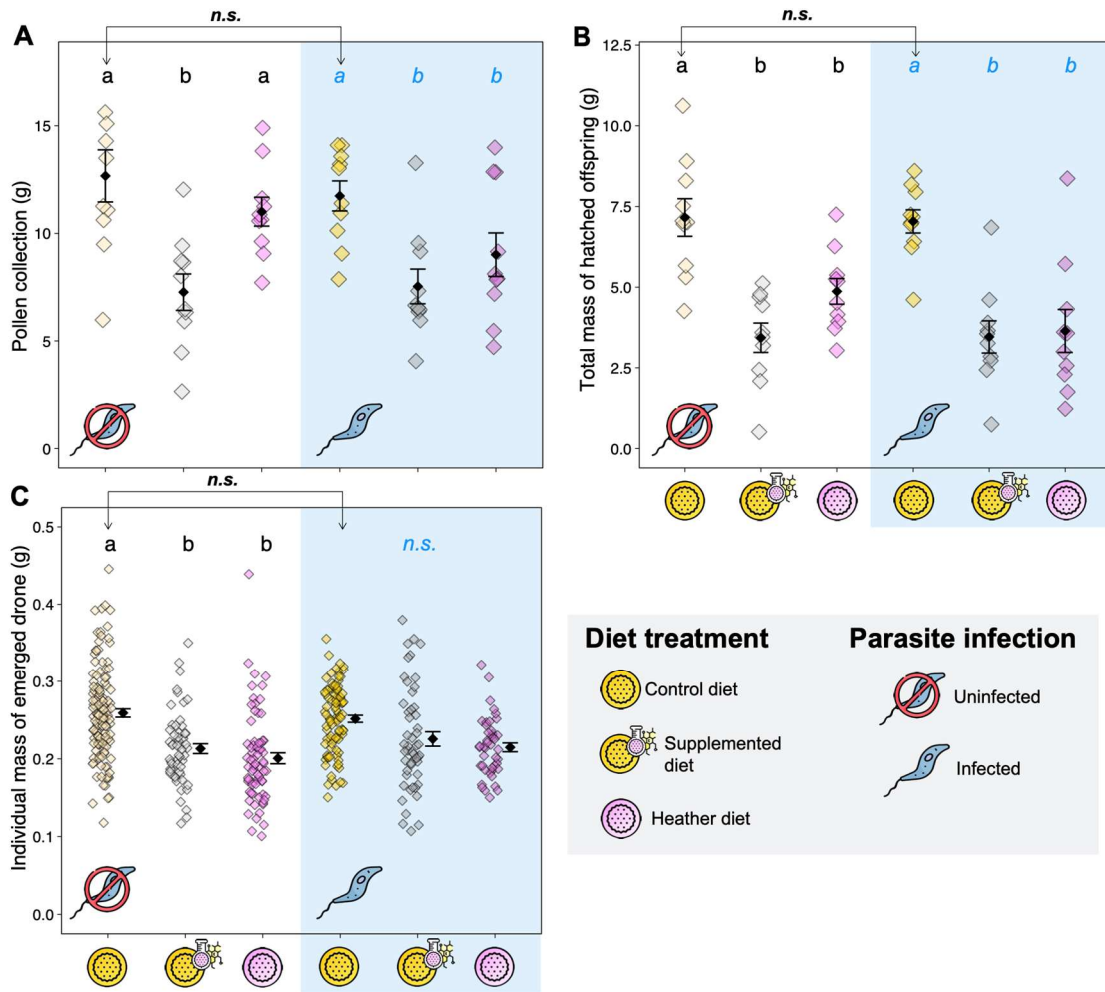 n.s.
A
a b a a b b
Pollen collection (g)
15
10
5
0
n.s.
B
a b b a b b
Total mass of hatched offspring (g)
12.5
10.0
7.5
5.0
2.5
0.0
n.s.
C
a b b n.s.
Individual mass of emerged drone (g)
0.5
0.4
0.3
0.2
0.1
0.0
Diet treatment
Control diet
Supplemented
diet
Heather diet
Parasite infection
Uninfected
Infected